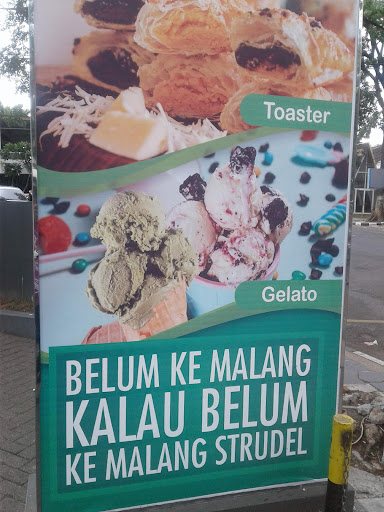 Toaster
Gelato
BELUM KE MALANG
KALAU BELUM
KE MALANG STRUDEL